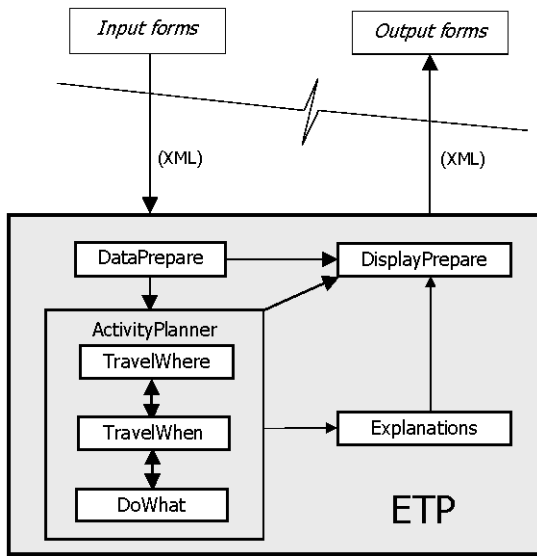 Input forms
Output forms
(XML)
(XML)
DataPrepare
DisplayPrepare
ActivityPlanner
TravelWhere
TravelWhen
Explanations
DoWhat
ETP